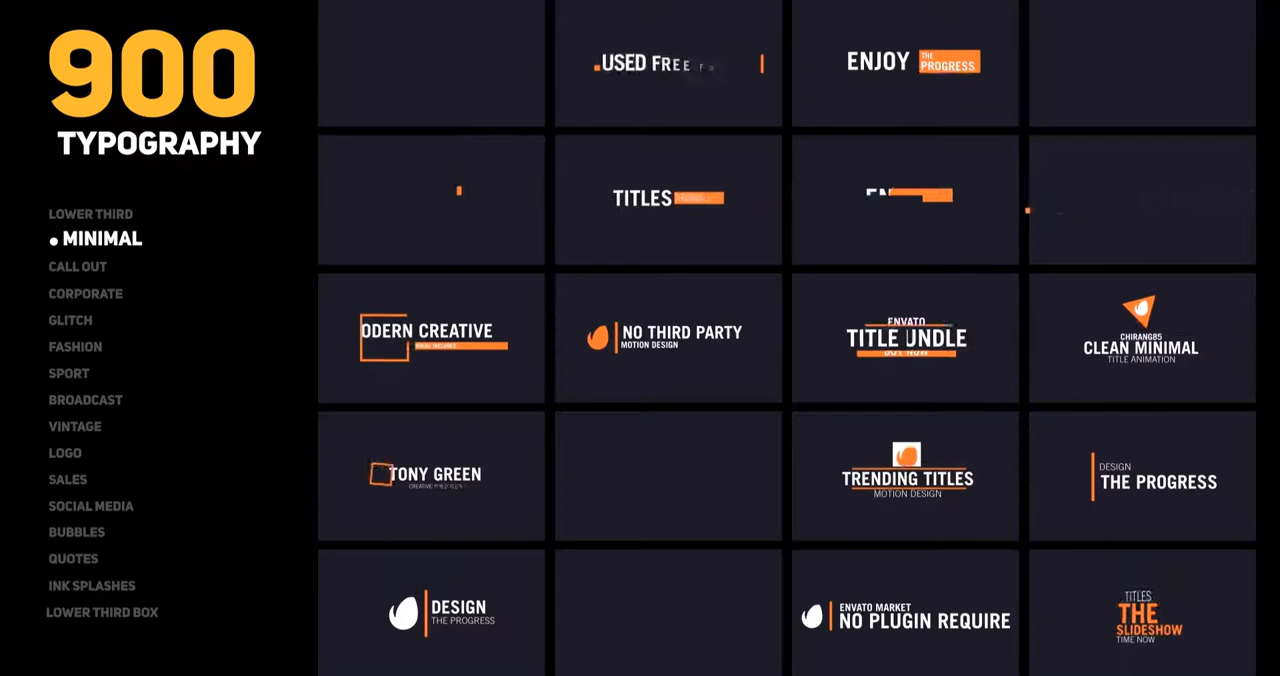 900
TYPOGRAPHY
LOWER THIRD
• MINIMAL
CALL OUT
CORPORATE
GLITCH
FASHION
SPORT
BROADCAST
VINTAGE
LOGO
SALES
SOCIAL MEDIA
BUBBLES
QUOTES
INK SPLASHES
LOWER THIRD BOX
USED FREE F
ENJOY
THE
PROGRESS
TITLES
ODERN CREATIVE
NO THIRD PARTY
MOTION DESIGN
ENVATO
TITLE UNDLE
CHIRANG85
CLEAN MINIMAL
TITLE ANIMATION
TONY GREEN
TRENDING TITLES
MOTION DESIGN
DESIGN
THE PROGRESS
DESIGN
THE PROGRESS
ENVATO MARKET
NO PLUGIN REQUIRE
TITLES
THE
SLIDESHOW
TIME NOW